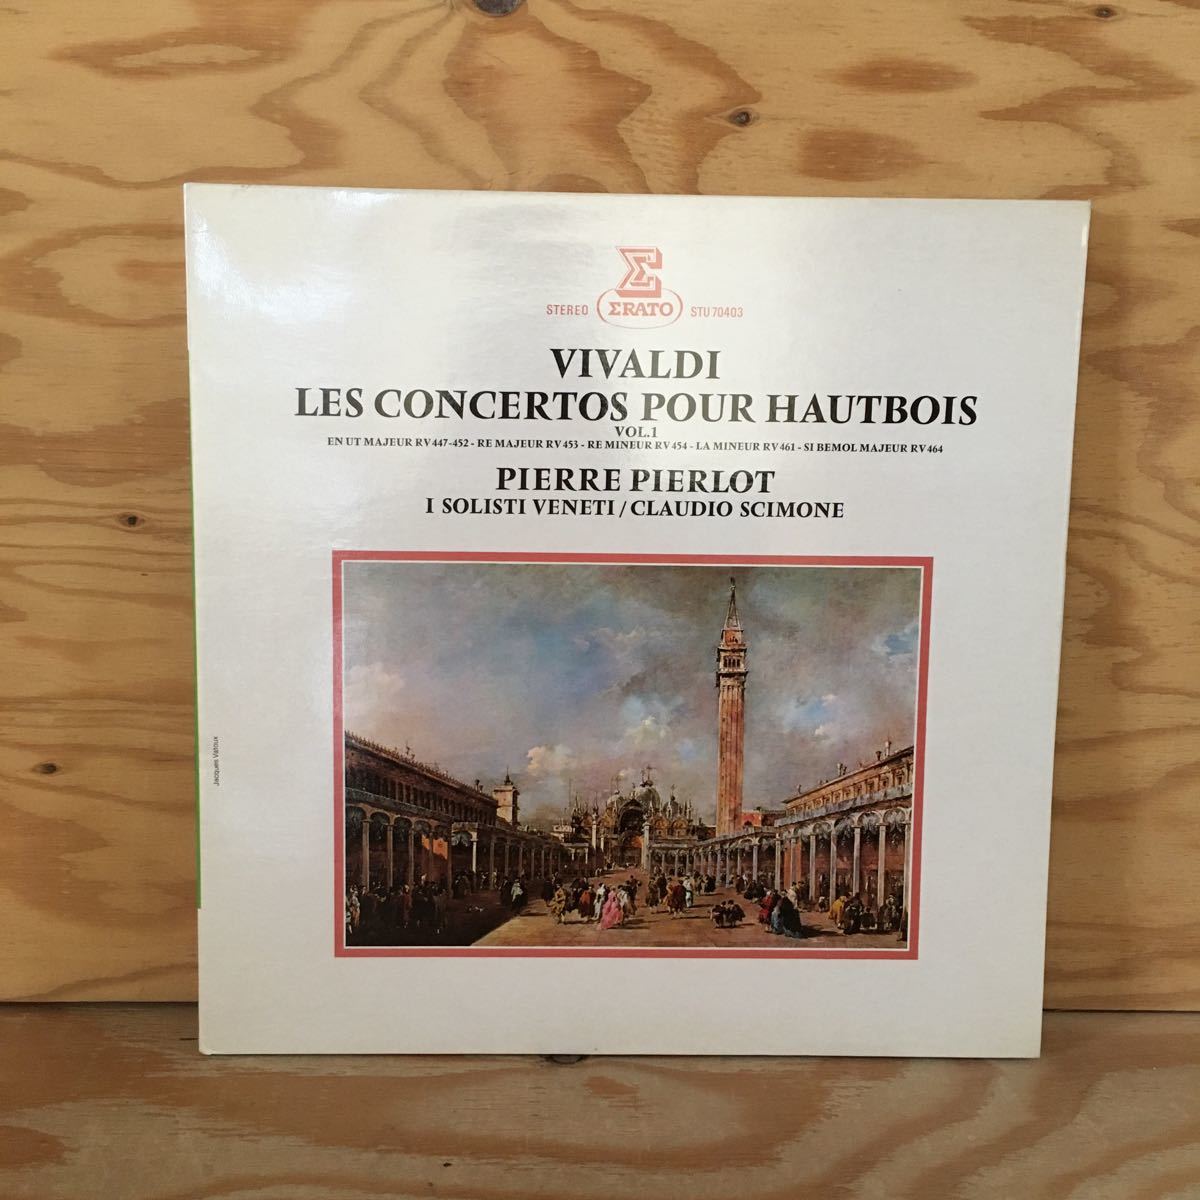 STEREO ΣRATO STU 70403
VIVALDI
LES CONCERTOS POUR HAUTBOIS
VOL.1
EN UT MAJEUR RV 447-452 - RE MAJEUR RV 453 - RE MINEUR RV 454 - LA MINEUR RV 461 - SI BEMOL MAJEUR RV 464
PIERRE PIERLOT
I SOLISTI VENETI / CLAUDIO SCIMONE
Jacques Vatoux